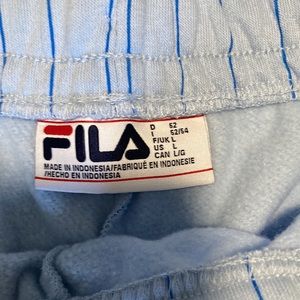 FILA
D 52
I 52/54
F/UK L
US L
CAN L/G
MADE IN INDONESIA/FABRIQUÉ EN INDONESIE
/HECHO EN INDONESIA